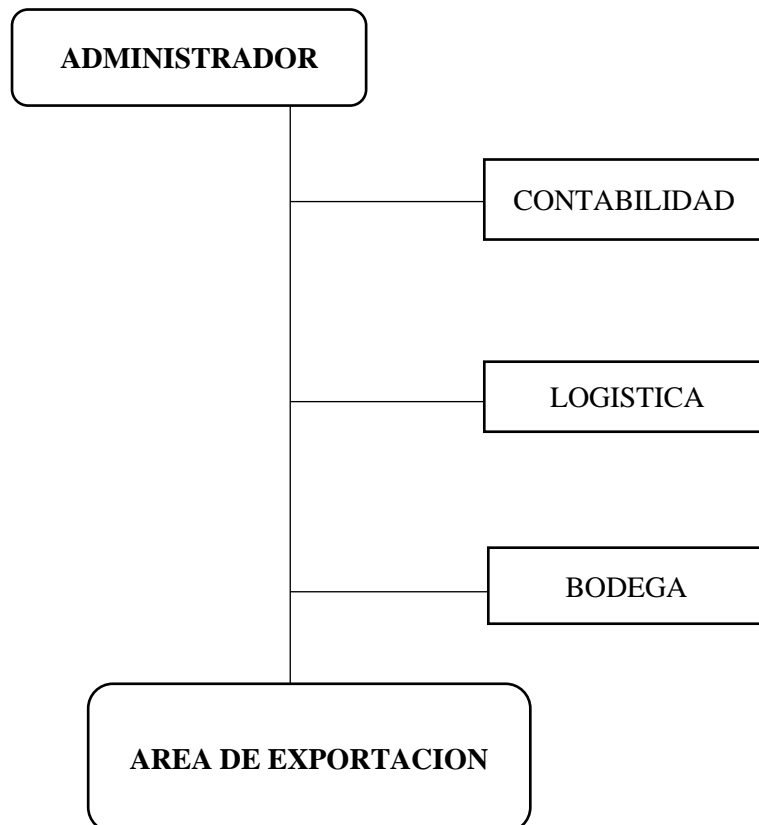 ADMINISTRADOR
CONTABILIDAD
LOGISTICA
BODEGA
AREA DE EXPORTACION